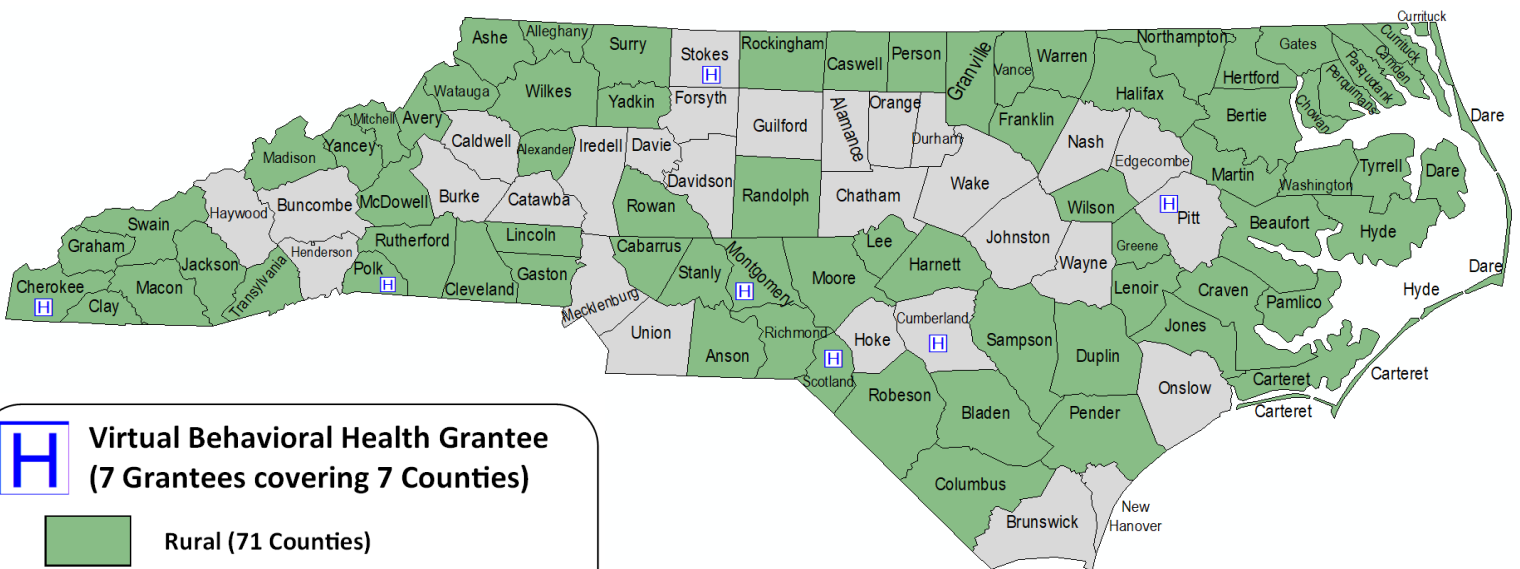 Currituck
Ashe
Alleghany
Surry
Stokes
H
Rockingham
Caswell
Person
Granville
Vance
Warren
Northampton
Gates
Currituck
Camden
Pasquotank
Perquimans
Chowan
Hertford
Halifax
Bertie
Dare
Watauga
Wilkes
Yadkin
Forsyth
Guilford
Alamance
Orange
Durham
Franklin
Nash
Edgecombe
Mitchell
Avery
Caldwell
Alexander
Iredell
Davie
Madison
Yancey
Davidson
Randolph
Chatham
Wake
Martin
Washington
Tyrrell
Dare
Haywood
Buncombe
McDowell
Burke
Catawba
Rowan
Wilson
Pitt
H
Beaufort
Hyde
Swain
Graham
Jackson
Henderson
Rutherford
Lincoln
Cabarrus
Stanly
Montgomery
H
Moore
Lee
Harnett
Johnston
Wayne
Greene
Dare
Cherokee
H
Clay
Macon
Transylvania
Polk
H
Cleveland
Gaston
Mecklenburg
Union
Anson
Richmond
Scotland
H
Hoke
Cumberland
H
Sampson
Duplin
Lenoir
Craven
Pamlico
Jones
Hyde
Carteret
Carteret
Carteret
Onslow
Robeson
Bladen
Pender
Columbus
Brunswick
New
Hanover
H
Virtual Behavioral Health Grantee
(7 Grantees covering 7 Counties)
Rural (71 Counties)